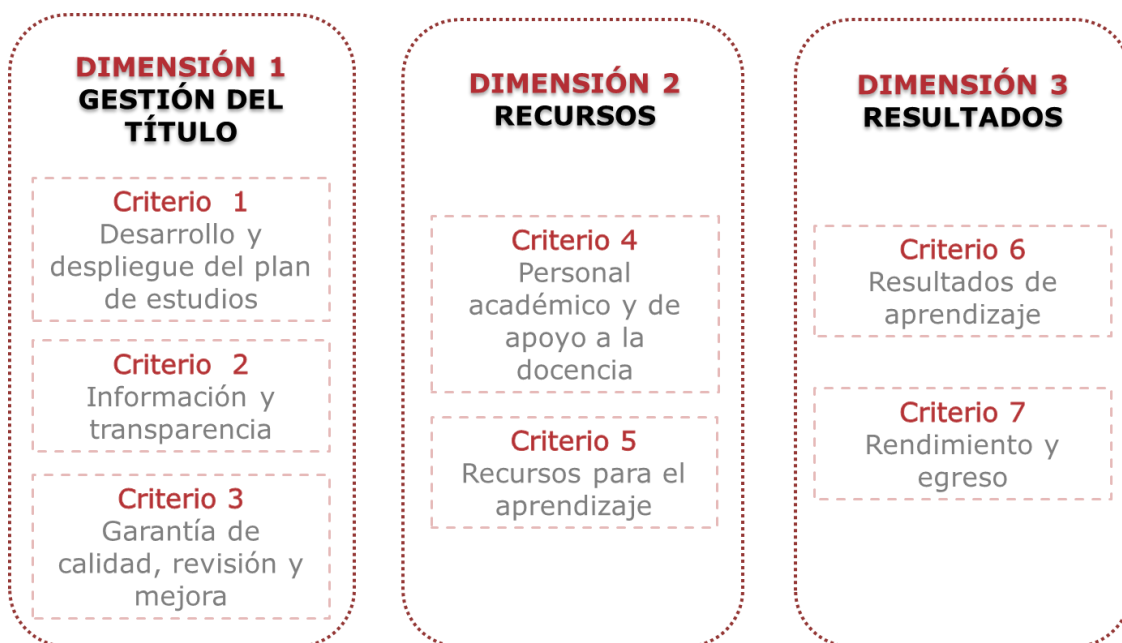 DIMENSIÓN 1
GESTIÓN DEL
TÍTULO
Criterio 1
Desarrollo y
despliegue del plan
de estudios
Criterio 2
Información y
transparencia
Criterio 3
Garantía de
calidad, revisión y
mejora
DIMENSIÓN 2
RECURSOS
Criterio 4
Personal
académico y de
apoyo a la
docencia
Criterio 5
Recursos para el
aprendizaje
DIMENSIÓN 3
RESULTADOS
Criterio 6
Resultados de
aprendizaje
Criterio 7
Rendimiento y
egreso